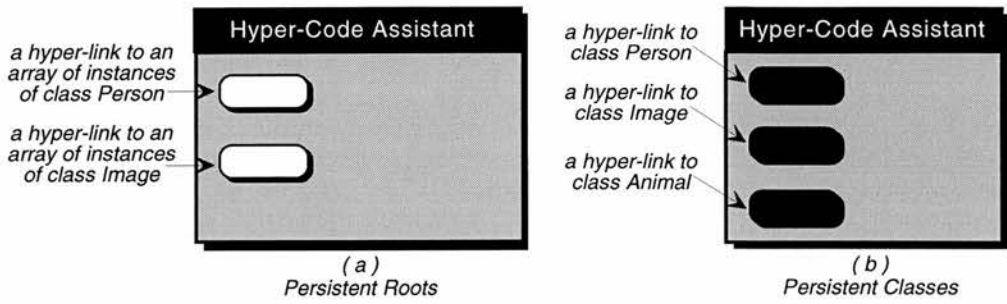 Hyper-Code Assistant
a hyper-link to an
array of instances
of class Person
a hyper-link to an
array of instances
of class Image
( a )
Persistent Roots
Hyper-Code Assistant
a hyper-link to
class Person
a hyper-link to
class Image
a hyper-link to
class Animal
( b )
Persistent Classes